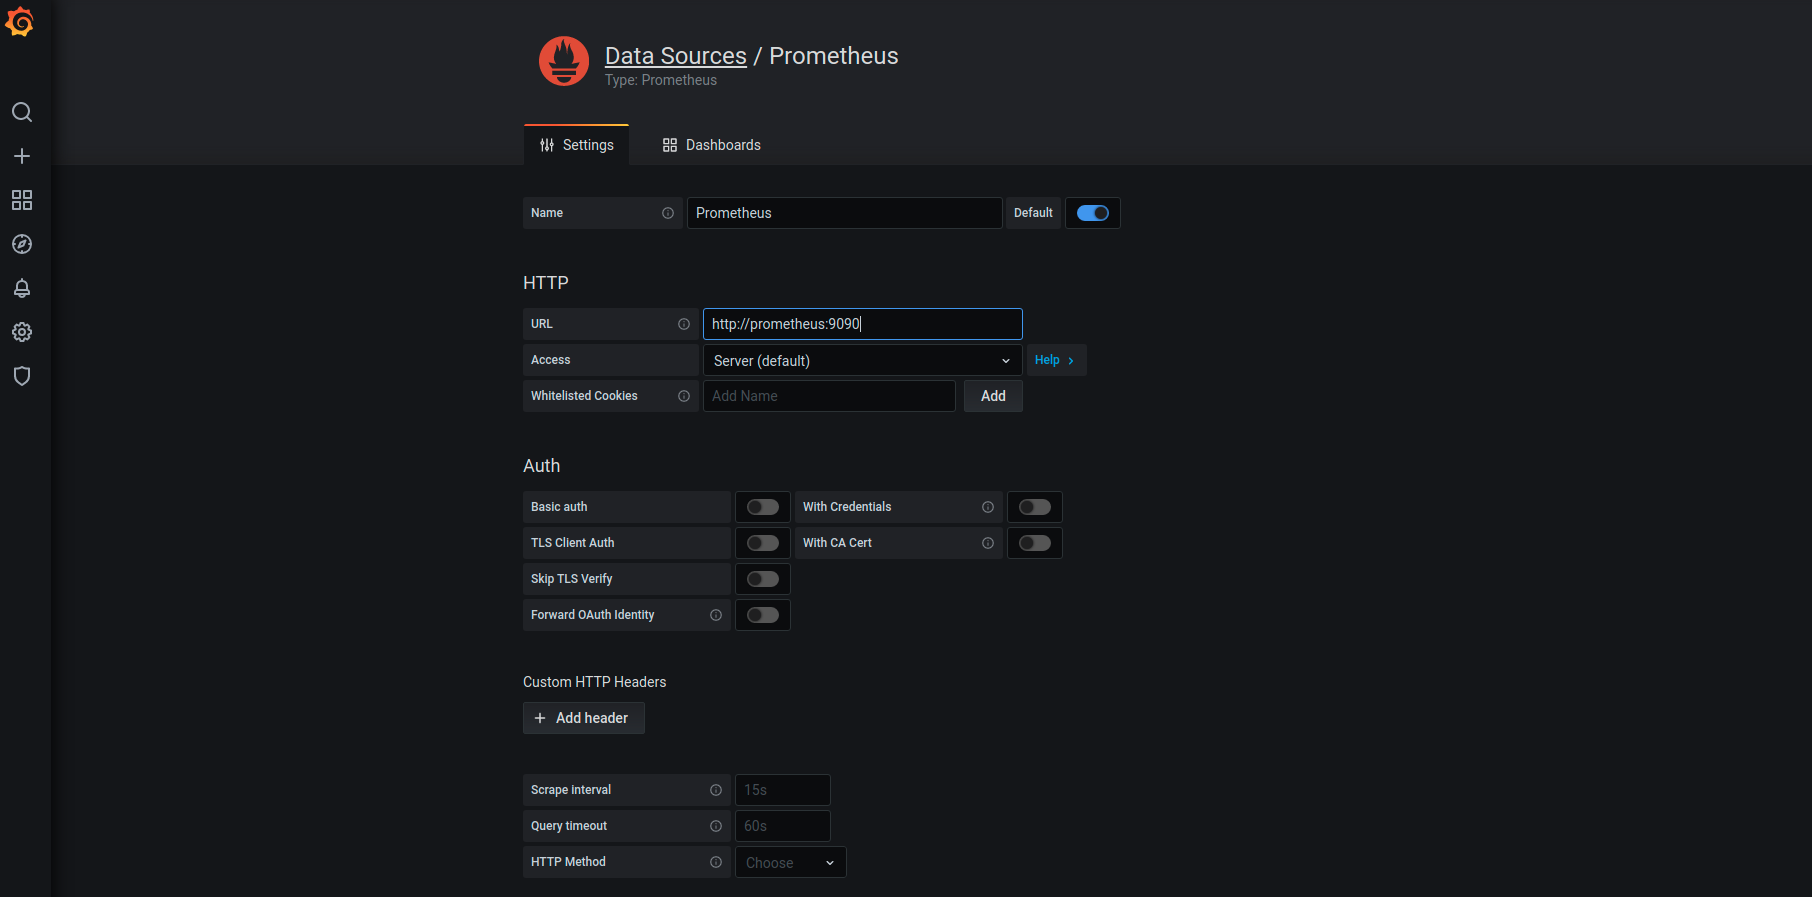 Data Sources / Prometheus
Type: Prometheus
Settings
Dashboards
Name
Prometheus
Default
HTTP
URL
http://prometheus:9090
Access
Server (default)
Help
Whitelisted Cookies
Add Name
Add
Auth
Basic auth
With Credentials
TLS Client Auth
With CA Cert
Skip TLS Verify
Forward OAuth Identity
Custom HTTP Headers
Add header
Scrape interval
15s
Query timeout
60s
HTTP Method
Choose